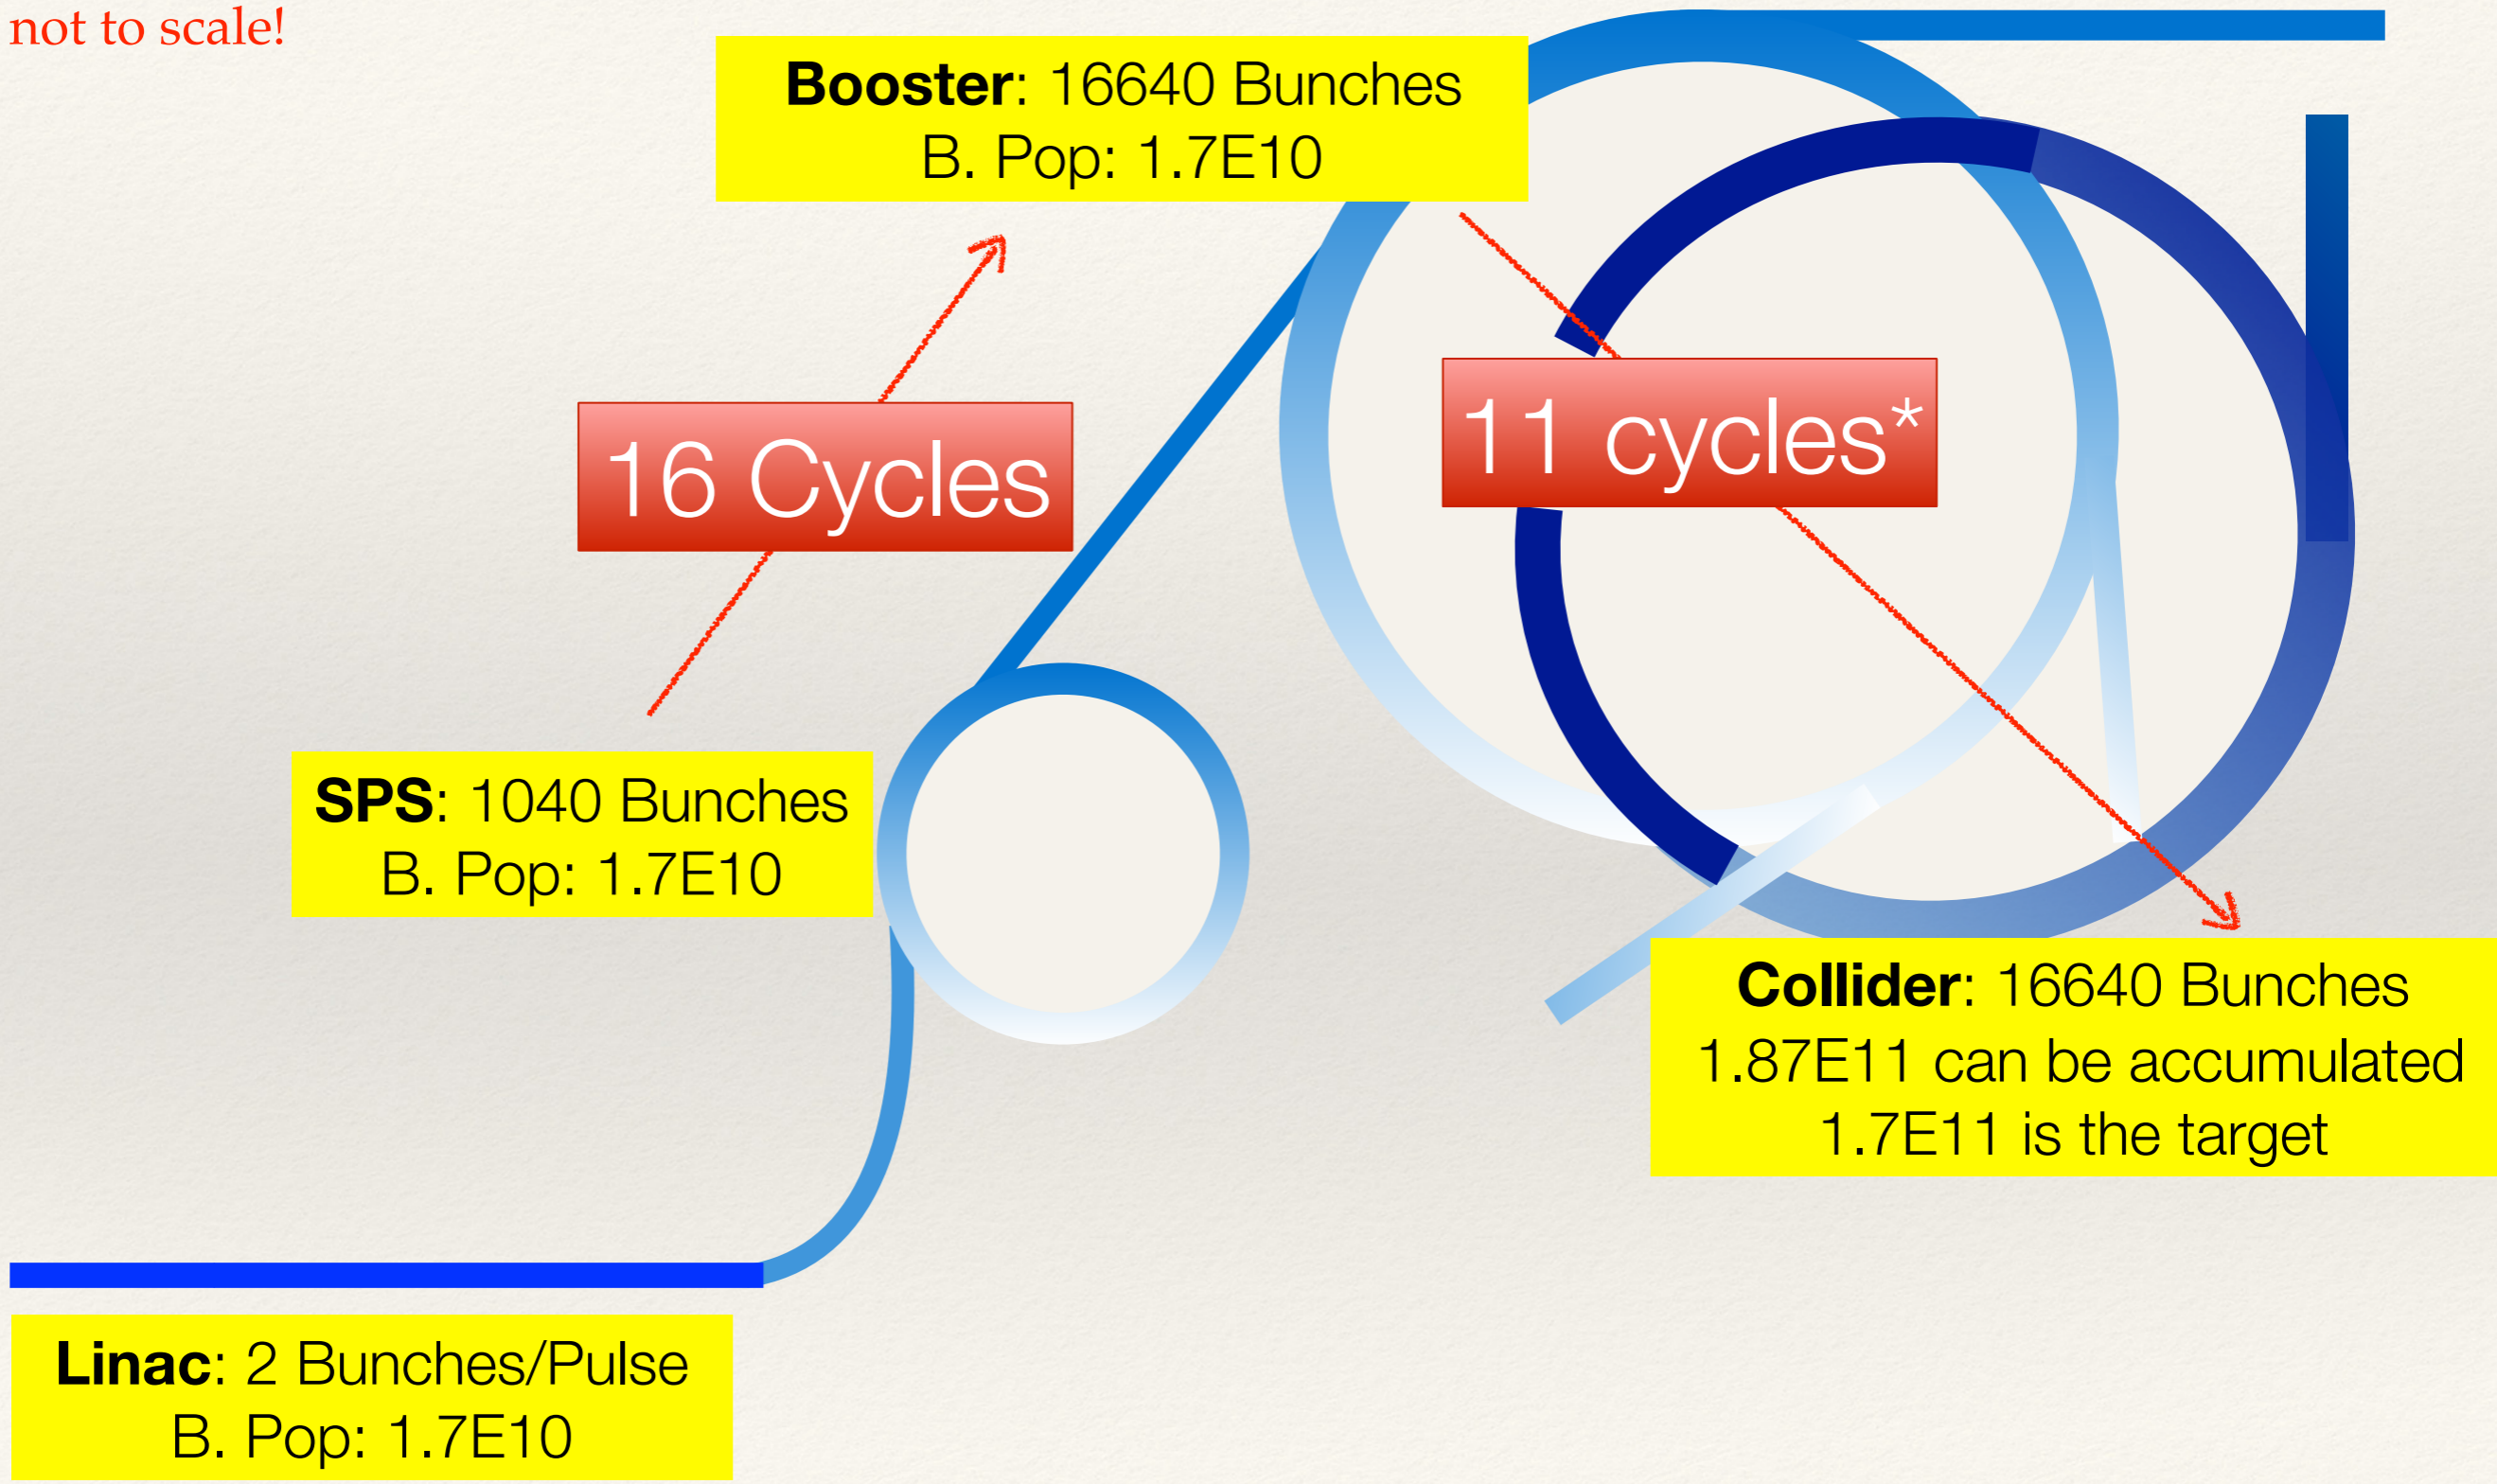 not to scale!
Booster: 16640 Bunches
B. Pop: 1.7E10
16 Cycles
11 cycles*
SPS: 1040 Bunches
B. Pop: 1.7E10
Collider: 16640 Bunches
1.87E11 can be accumulated
1.7E11 is the target
Linac: 2 Bunches/Pulse
B. Pop: 1.7E10